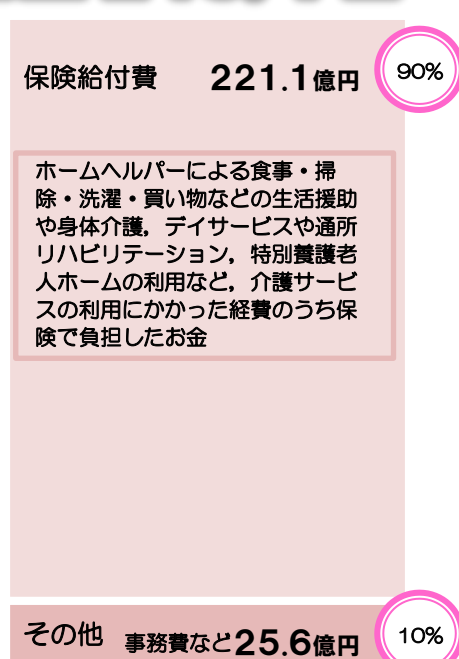 保険給付費 221.1億円 90%
ホームヘルパーによる食事・掃
除・洗濯・買い物などの生活援助
や身体介護，デイサービスや通所
リハビリテーション，特別養護老
人ホームの利用など，介護サービ
スの利用にかかった経費のうち保
険で負担したお金
その他 事務費など25.6億円 10%